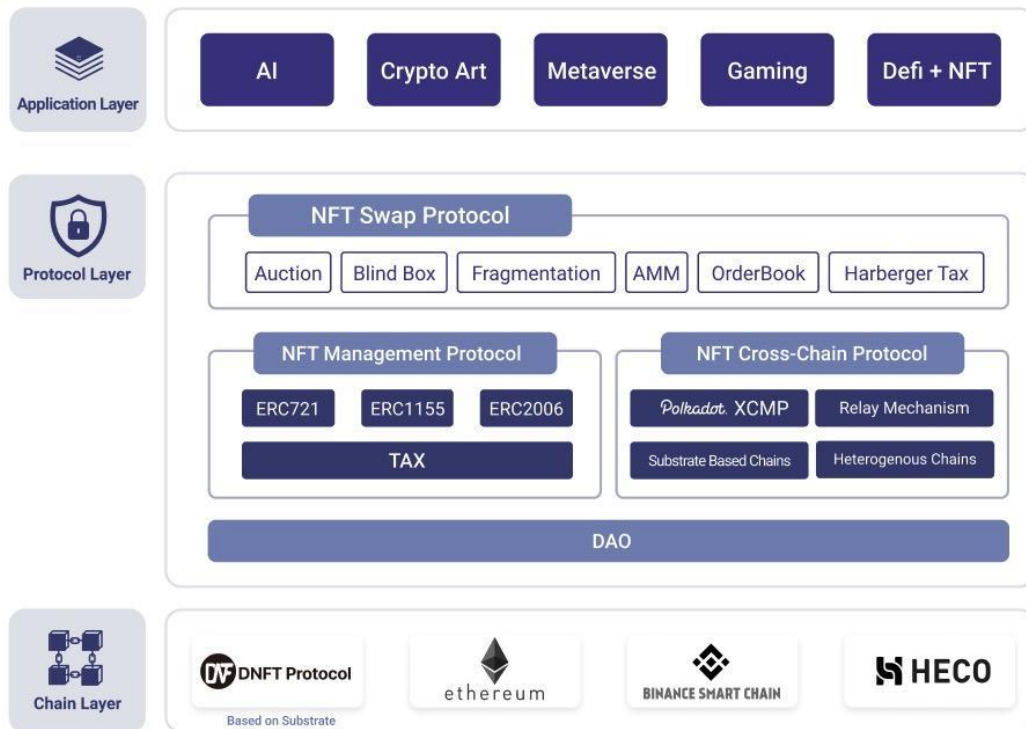 Application Layer
AI
Crypto Art
Metaverse
Gaming
Defi + NFT
Protocol Layer
NFT Swap Protocol
Auction
Blind Box
Fragmentation
AMM
OrderBook
Harberger Tax
NFT Management Protocol
ERC721
ERC1155
ERC2006
TAX
NFT Cross-Chain Protocol
Polkadot. XCMP
Relay Mechanism
Substrate Based Chains
Heterogenous Chains
DAO
Chain Layer
DNF DNFT Protocol
Based on Substrate
ethereum
BINANCE SMART CHAIN
HECO